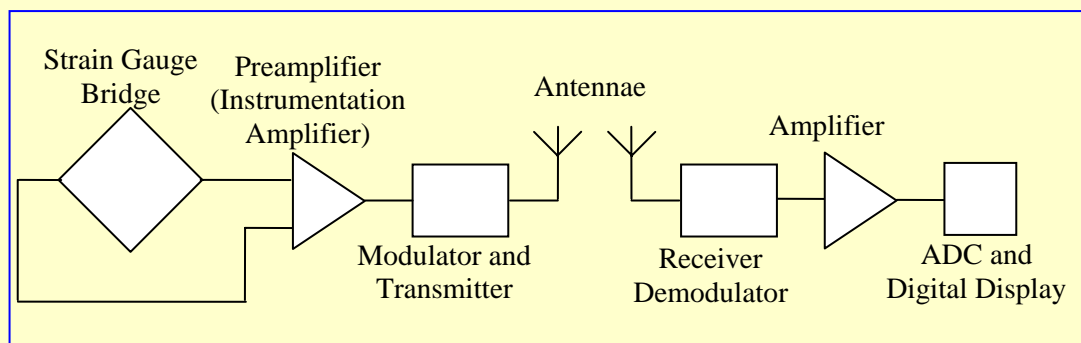 Strain Gauge
Bridge
Preamplifier
(Instrumentation
Amplifier)
Antennae
Amplifier
Modulator and
Transmitter
Receiver
Demodulator
ADC and
Digital Display